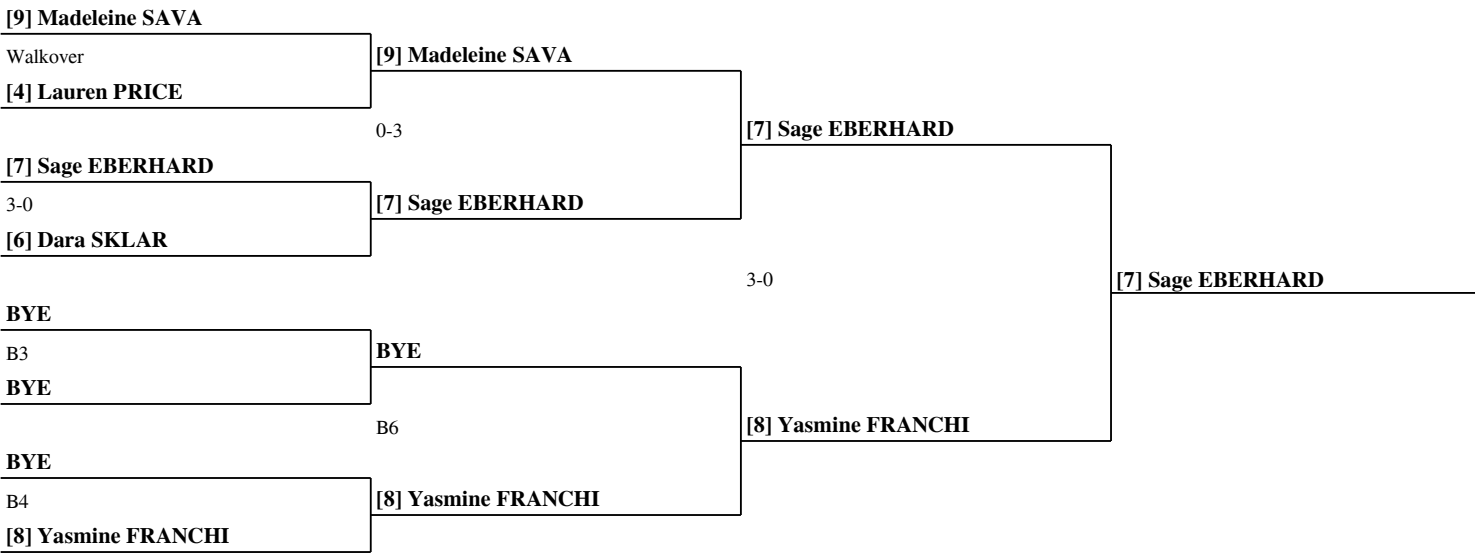 [9] Madeleine SAVA
Walkover
[4] Lauren PRICE
[7] Sage EBERHARD
3-0
[6] Dara SKLAR
BYE
B3
BYE
BYE
B4
[8] Yasmine FRANCHI
[9] Madeleine SAVA
0-3
[7] Sage EBERHARD
BYE
B6
[8] Yasmine FRANCHI
[7] Sage EBERHARD
3-0
[8] Yasmine FRANCHI
[7] Sage EBERHARD